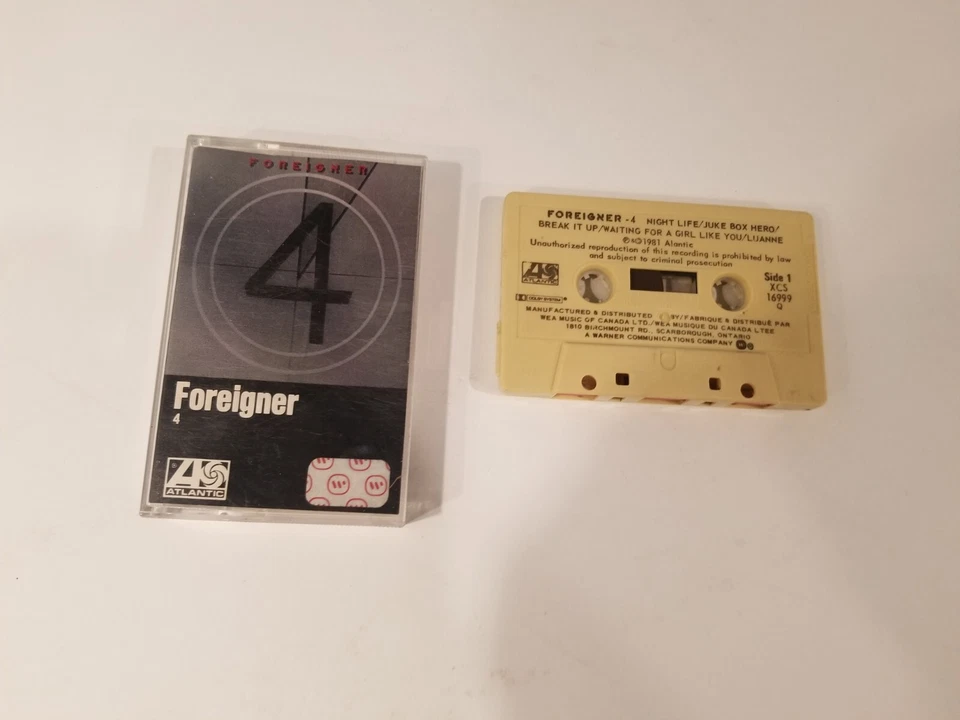 FOREIGNER
4
Foreigner
4
ATLANTIC
FOREIGNER - 4 NIGHT LIFE/JUKE BOX HERO/
BREAK IT UP/WAITING FOR A GIRL LIKE YOU/LUANNE
℗©1981 Atlantic
Unauthorized reproduction of this recording is prohibited by law
and subject to criminal prosecution
ATLANTIC
Side 1
XCS
16999
Q
DOLBY SYSTEM
MANUFACTURED & DISTRIBUTED BY/FABRIQUE & DISTRIBUÉ PAR
WEA MUSIC OF CANADA LTD./WEA MUSIQUE DU CANADA LTEE
1810 BIRCHMOUNT RD., SCARBOROUGH, ONTARIO
A WARNER COMMUNICATIONS COMPANY